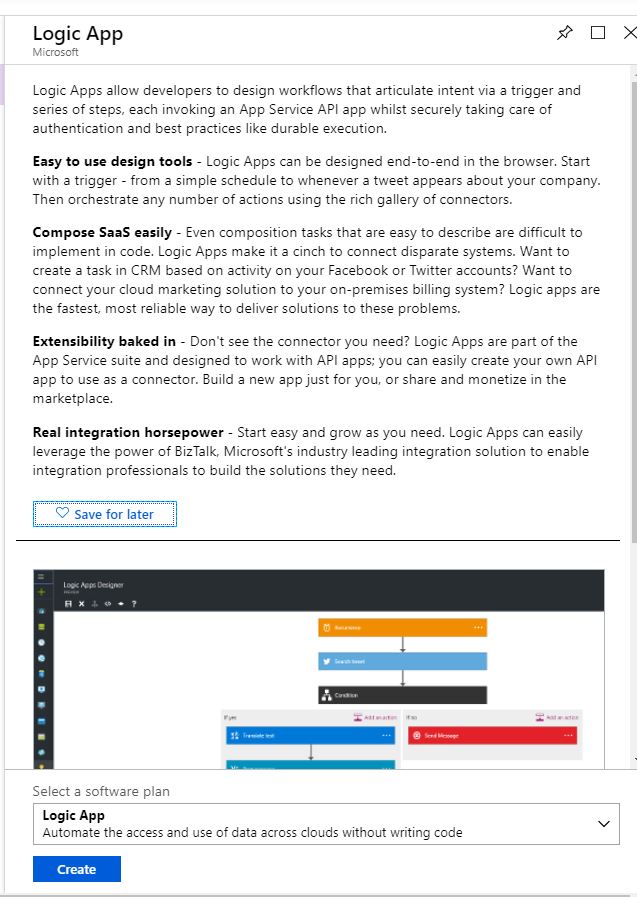 Logic App
Microsoft
Logic Apps allow developers to design workflows that articulate intent via a trigger and
series of steps, each invoking an App Service API app whilst securely taking care of
authentication and best practices like durable execution.
Easy to use design tools - Logic Apps can be designed end-to-end in the browser. Start
with a trigger - from a simple schedule to whenever a tweet appears about your company.
Then orchestrate any number of actions using the rich gallery of connectors.
Compose SaaS easily - Even composition tasks that are easy to describe are difficult to
implement in code. Logic Apps make it a cinch to connect disparate systems. Want to
create a task in CRM based on activity on your Facebook or Twitter accounts? Want to
connect your cloud marketing solution to your on-premises billing system? Logic apps are
the fastest, most reliable way to deliver solutions to these problems.
Extensibility baked in - Don't see the connector you need? Logic Apps are part of the
App Service suite and designed to work with API apps; you can easily create your own API
app to use as a connector. Build a new app just for you, or share and monetize in the
marketplace.
Real integration horsepower - Start easy and grow as you need. Logic Apps can easily
leverage the power of BizTalk, Microsoft's industry leading integration solution to enable
integration professionals to build the solutions they need.
Save for later
Logic Apps Designer
Recurrence
Search tweet
Condition
If yes
Add an action
If no
Add an action
Translate text
Send Message
Select a software plan
Logic App
Automate the access and use of data across clouds without writing code
Create